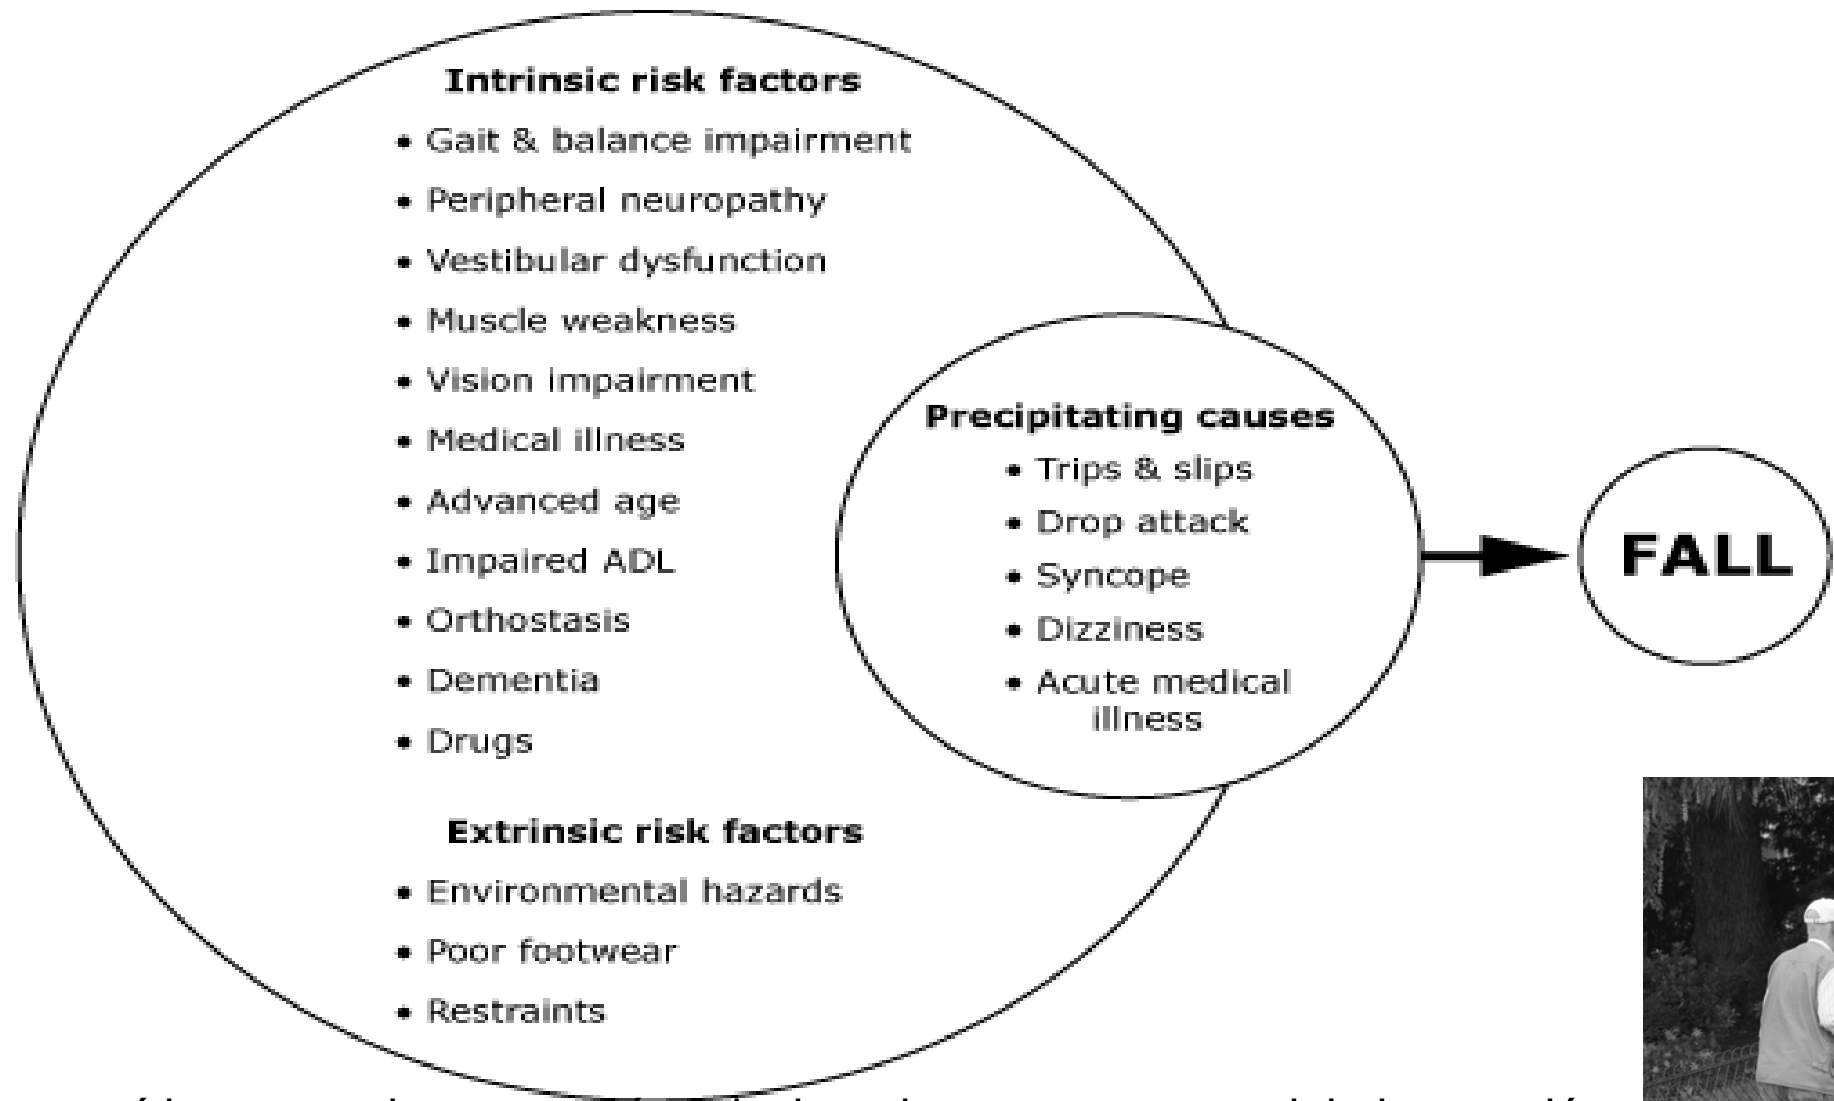 Intrinsic risk factors
• Gait & balance impairment
• Peripheral neuropathy
• Vestibular dysfunction
• Muscle weakness
• Vision impairment
• Medical illness
• Advanced age
• Impaired ADL
• Orthostasis
• Dementia
• Drugs
Extrinsic risk factors
• Environmental hazards
• Poor footwear
• Restraints
Precipitating causes
• Trips & slips
• Drop attack
• Syncope
• Dizziness
• Acute medical
illness
FALL